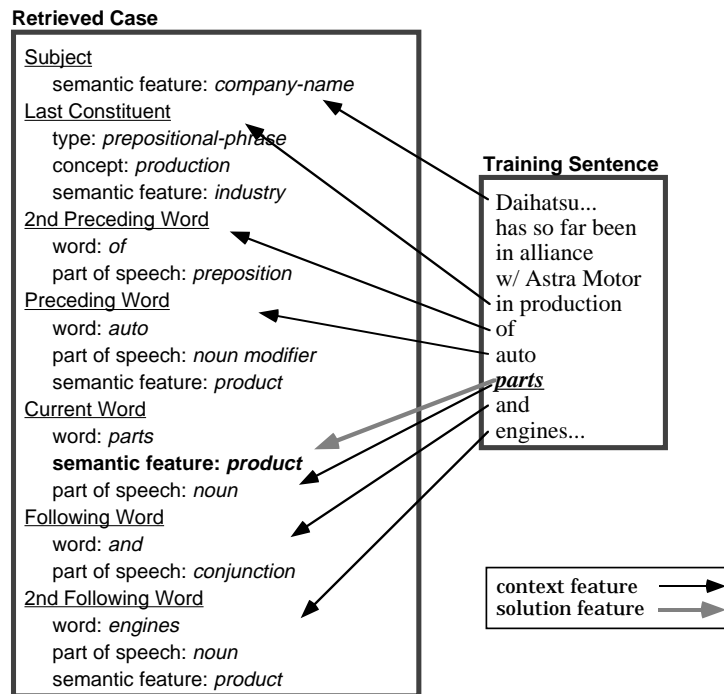 Retrieved Case
Subject
semantic feature: company-name
Last Constituent
type: prepositional-phrase
concept: production
semantic feature: industry
2nd Preceding Word
word: of
part of speech: preposition
Preceding Word
word: auto
part of speech: noun modifier
semantic feature: product
Current Word
word: parts
semantic feature: product
part of speech: noun
Following Word
word: and
part of speech: conjunction
2nd Following Word
word: engines
part of speech: noun
semantic feature: product
Training Sentence
Daihatsu...
has so far been
in alliance
w/ Astra Motor
in production
of
auto
parts
and
engines...
context feature
solution feature